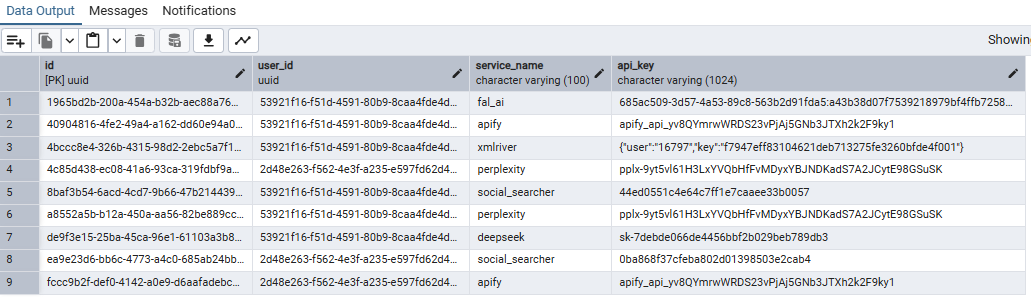 Data Output Messages Notifications
Showin
id user_id service_name api_key
[PK] uuid uuid character varying (100) character varying (1024)
1 1965bd2b-200a-454a-b32b-aec88a76... 53921f16-f51d-4591-80b9-8caa4fde4d... fal_ai 685ac509-3d57-4a53-89c8-563b2d91fda5:a43b38d07f7539218979bf4ffb7258...
2 40904816-4fe2-49a4-a162-dd60e94a0... 53921f16-f51d-4591-80b9-8caa4fde4d... apify apify_api_yv8QYmrwWRDS23vPjAj5GNb3JTXh2k2F9ky1
3 4bccc8e4-326b-4315-98d2-2ebc5a7f1... 53921f16-f51d-4591-80b9-8caa4fde4d... xmlriver {"user":"16797","key":"f7947eff83104621deb713275fe3260bfde4f001"}
4 4c85d438-ec08-41a6-93ca-319fdbf9a... 2d48e263-f562-4e3f-a235-e597fd62d4... perplexity 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
5 8baf3b54-6acd-4cd7-9b66-47b214439... 53921f16-f51d-4591-80b9-8caa4fde4d... social_searcher 44ed0551c4e64c7ff1e7caaee33b0057
6 a8552a5b-b12a-450a-aa56-82be889cc... 53921f16-f51d-4591-80b9-8caa4fde4d... perplexity 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
7 de9f3e15-25ba-45ca-96e1-61103a3b8... 53921f16-f51d-4591-80b9-8caa4fde4d... deepseek sk-7debde066de4456bbf2b029beb789db3
8 ea9e23d6-bb6c-4773-a4c0-685ab24bb... 2d48e263-f562-4e3f-a235-e597fd62d4... social_searcher 0ba868f37cfeba802d01398503e2cab4
9 fccc9b2f-def0-4142-a0e9-d6aafadebc... 2d48e263-f562-4e3f-a235-e597fd62d4... apify apify_api_yv8QYmrwWRDS23vPjAj5GNb3JTXh2k2F9ky1